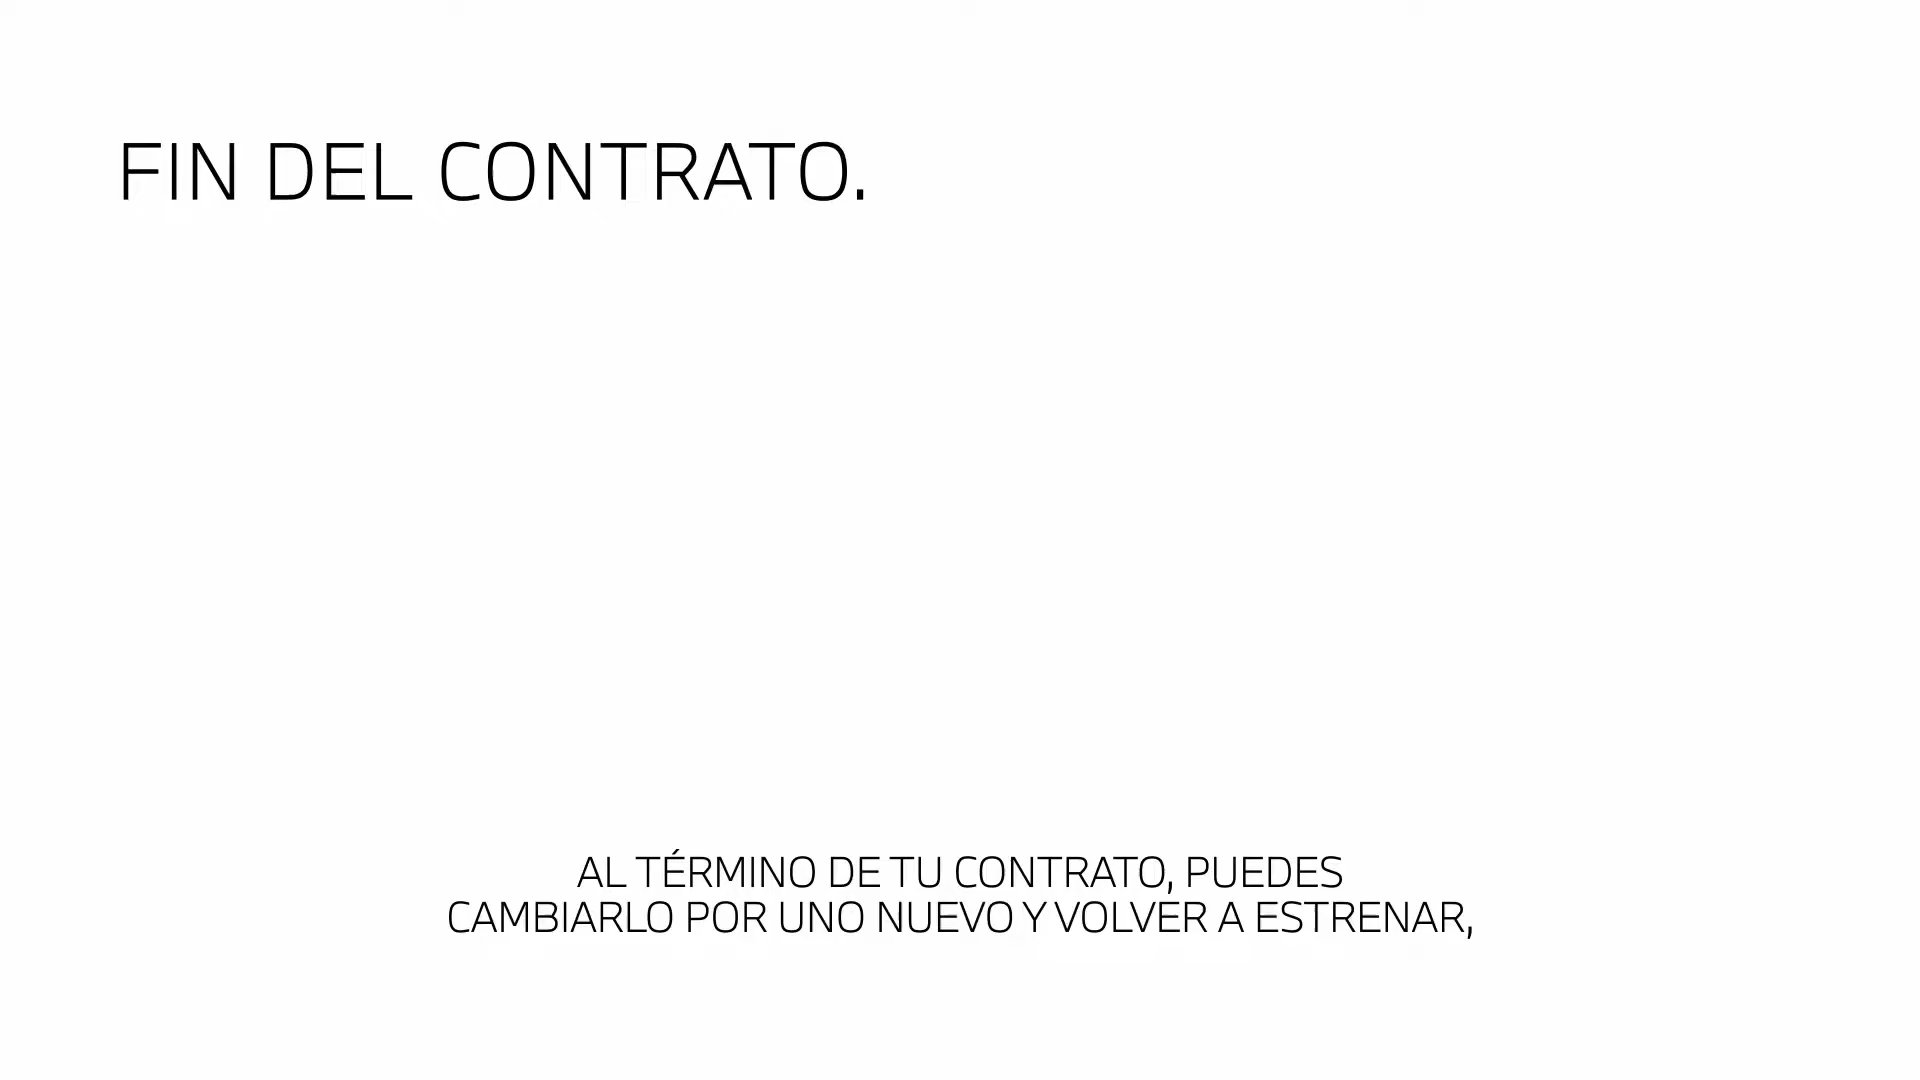 FIN DEL CONTRATO.
AL TÉRMINO DE TU CONTRATO, PUEDES
CAMBIARLO POR UNO NUEVO Y VOLVER A ESTRENAR,